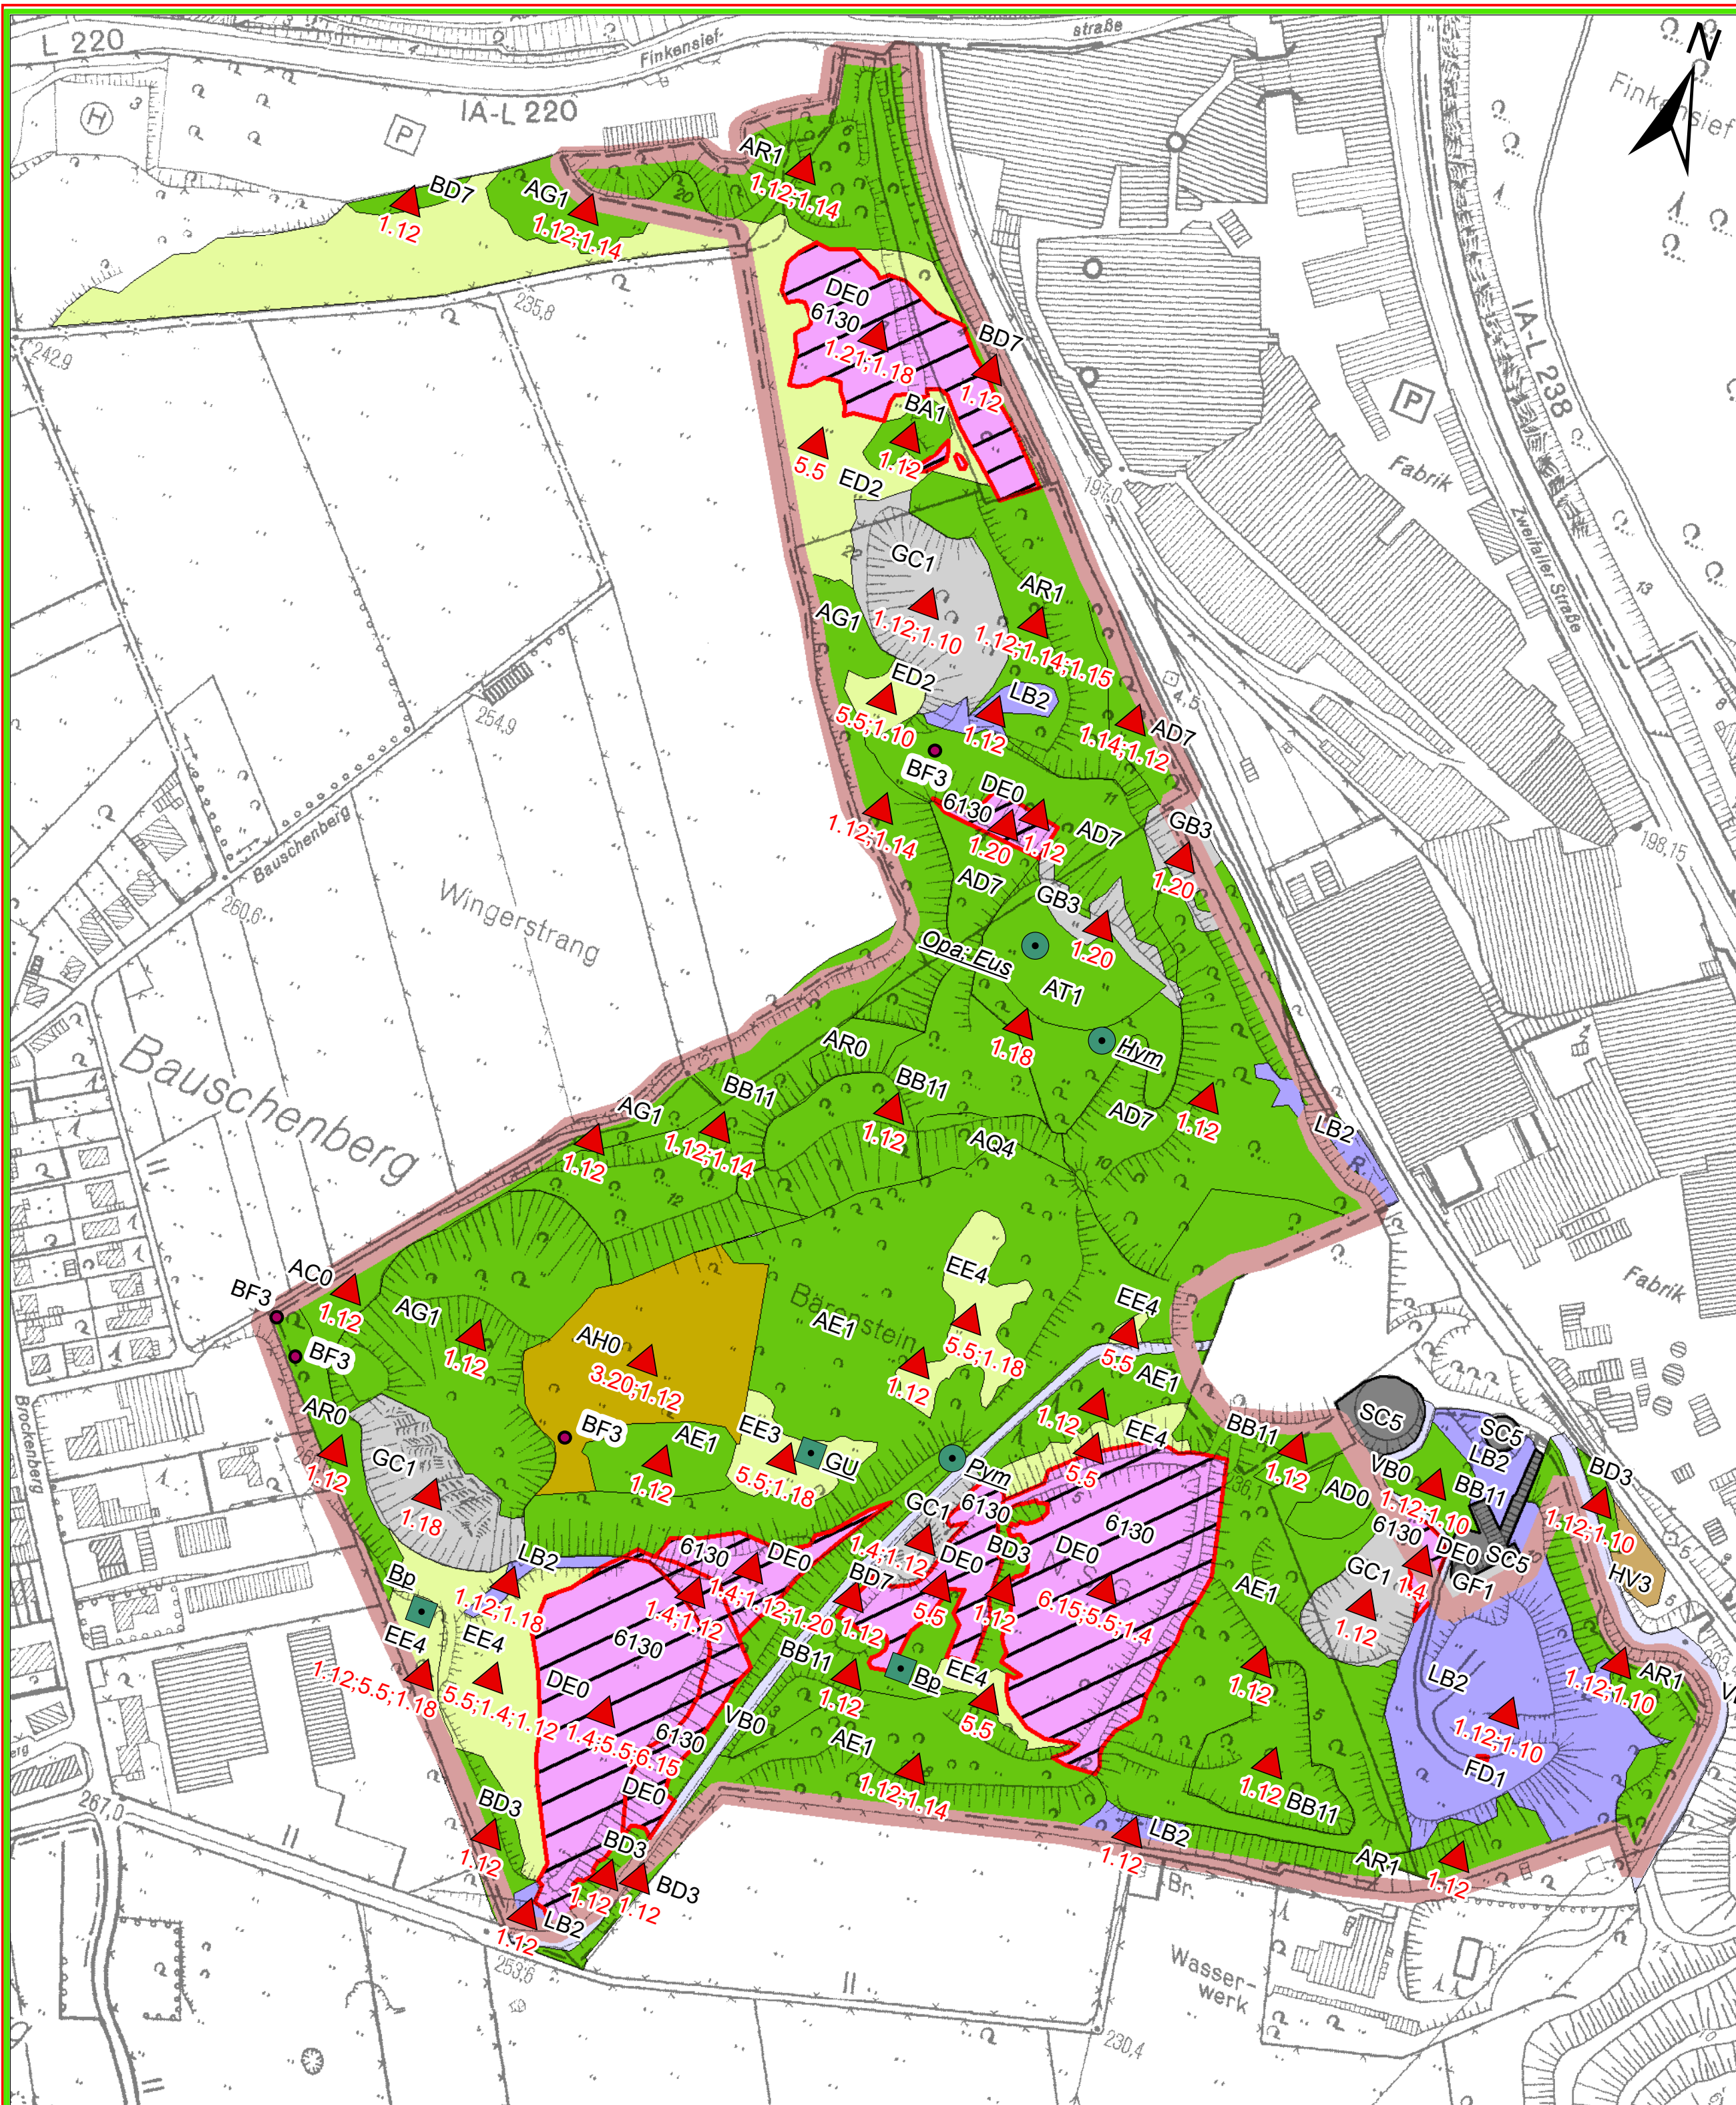 L 220
Finkensief-
straße
IA-L 220
H
P
N
Finkensief
AR1
1.12;1.14
BD7
1.12
AG1
1.12;1.14
20
235,8
242,9
DE0
6130
1.21;1.18
BD7
1.12
BA1
1.12
5.5
ED2
IA-L 238
P
Fabrik
191,0
Zweifaller Straße
22
GC1
1.12;1.10
AR1
1.12;1.14;1.15
AG1
ED2
5.5;1.10
LB2
1.12
4,5
AD7
1.14;1.12
254,9
BF3
DE0
6130
1.20
1.12
AD7
11
1.12;1.14
GB3
1.20
198,15
Bauschenberg
260,6
Wingerstrang
AD7
GB3
1.20
Opa; Eus
AT1
1.18
Hym
Bauschenberg
AR0
BB11
BB11
1.12
AG1
1.12
1.12;1.14
AQ4
AD7
1.12
LB2
10
12
BF3
AC0
1.12
BF3
AG1
1.12
AH0
3.20;1.12
BF3
Bärenstein
AE1
1.12
EE4
5.5;1.18
EE4
5.5
AE1
1.12
Fabrik
Brockenberg
AR0
1.12
GC1
1.18
AE1
1.12
EE3
5.5;1.18
GU
Pym
EE4
5.5
BB11
1.12
SC5
SC5
LB2
BD3
1.12;1.10
VB0
1.12;1.10
BB11
AD0
GC1
1.4;1.12
6130
6130
DE0
BD3
DE0
6130
DE0
SC5
GF1
1.4
HV3
Bp
LB2
1.12;1.18
6130
DE0
1.4;1.12;1.20
1.4;1.12
BD7
1.12
5.5
1.12
6.15;5.5;1.4
AE1
1.12
GC1
1.12
EE4
EE4
1.12;5.5;1.18
5.5;1.4;1.12
6130
DE0
1.4;5.5;6.15
6130
DE0
BB11
1.12
Bp
EE4
5.5
VB0
AE1
1.12;1.14
LB2
1.12;1.10
FD1
AR1
1.12;1.10
1.12
BB11
267,0
BD3
1.12
BD3
1.12
BD3
1.12
LB2
1.12
LB2
1.12
AR1
1.12
Br.
253,6
Wasser-
werk
230,4